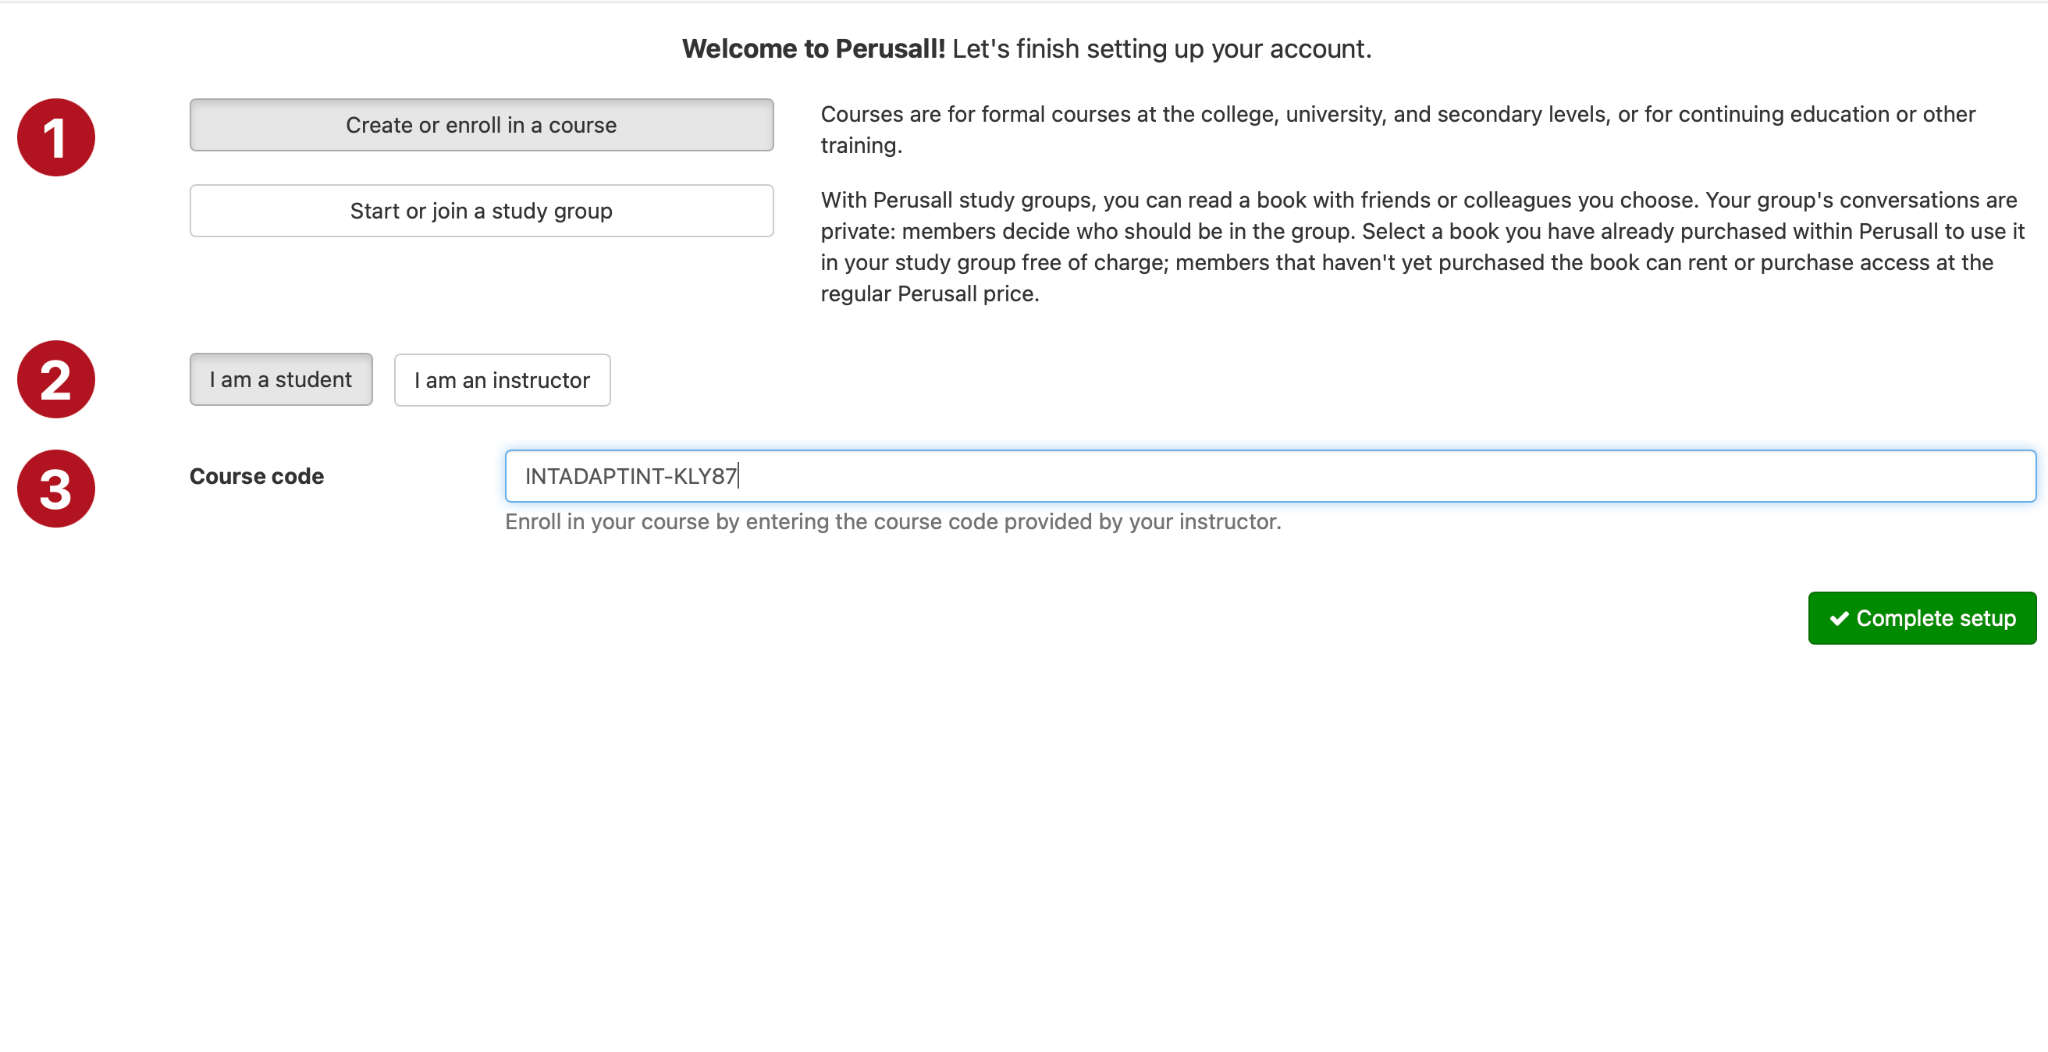 Welcome to Perusall! Let's finish setting up your account.
1
Create or enroll in a course
Courses are for formal courses at the college, university, and secondary levels, or for continuing education or other
training.
Start or join a study group
With Perusall study groups, you can read a book with friends or colleagues you choose. Your group's conversations are
private: members decide who should be in the group. Select a book you have already purchased within Perusall to use it
in your study group free of charge; members that haven't yet purchased the book can rent or purchase access at the
regular Perusall price.
2
I am a student
I am an instructor
3
Course code
INTADAPTINT-KLY87
Enroll in your course by entering the course code provided by your instructor.
Complete setup